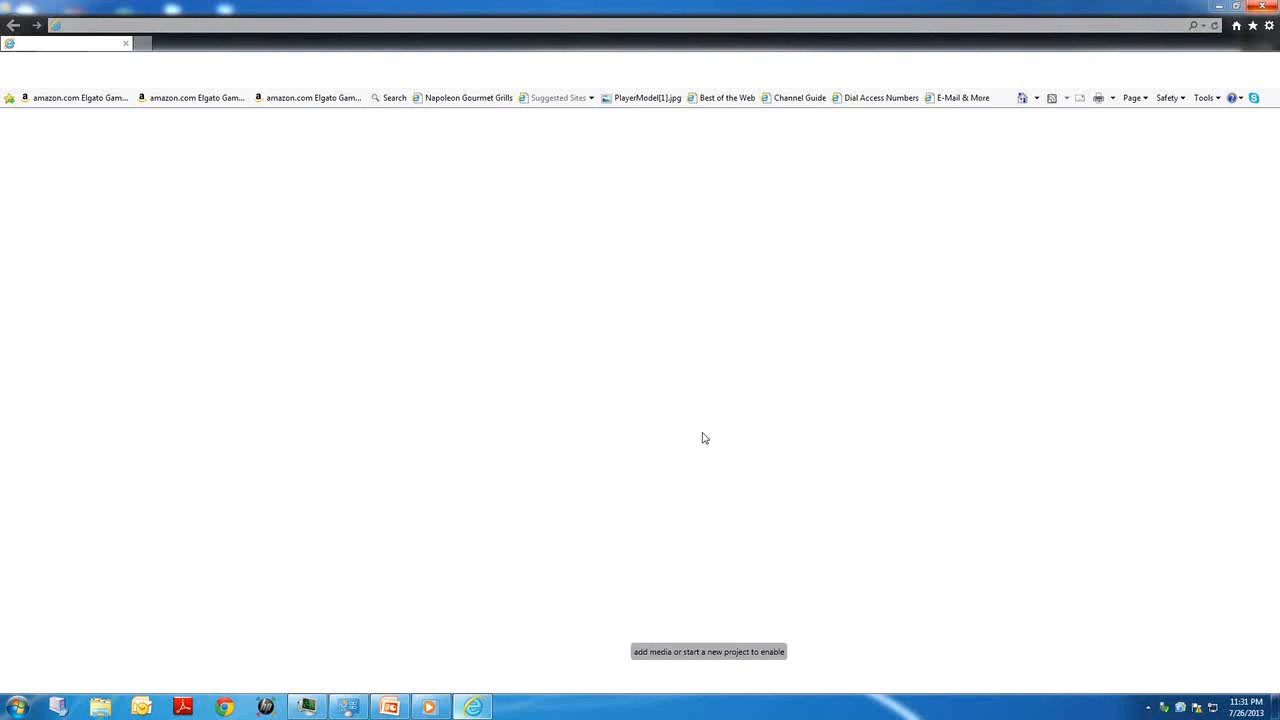 amazon.com Elgato Gam... amazon.com Elgato Gam... amazon.com Elgato Gam... Search Napoleon Gourmet Grills Suggested Sites PlayerModel[1].jpg Best of the Web Channel Guide Dial Access Numbers E-Mail & More Page Safety Tools
add media or start a new project to enable
11:31 PM
7/26/2013